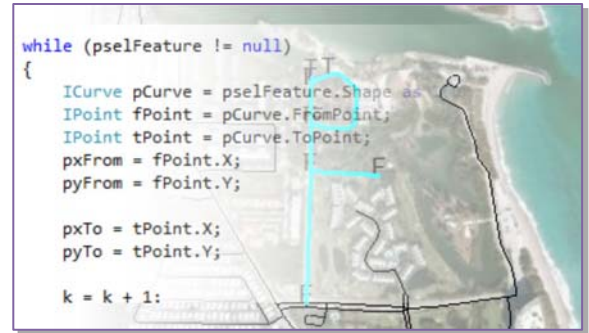 while (pselFeature != null)
{
ICurve pCurve = pselFeature.Shape as
IPoint fPoint = pCurve.FromPoint;
IPoint tPoint = pCurve.ToPoint;
pxFrom = fPoint.X;
pyFrom = fPoint.Y;
pxTo = tPoint.X;
pyTo = tPoint.Y;
k = k + 1:
T T
F
F